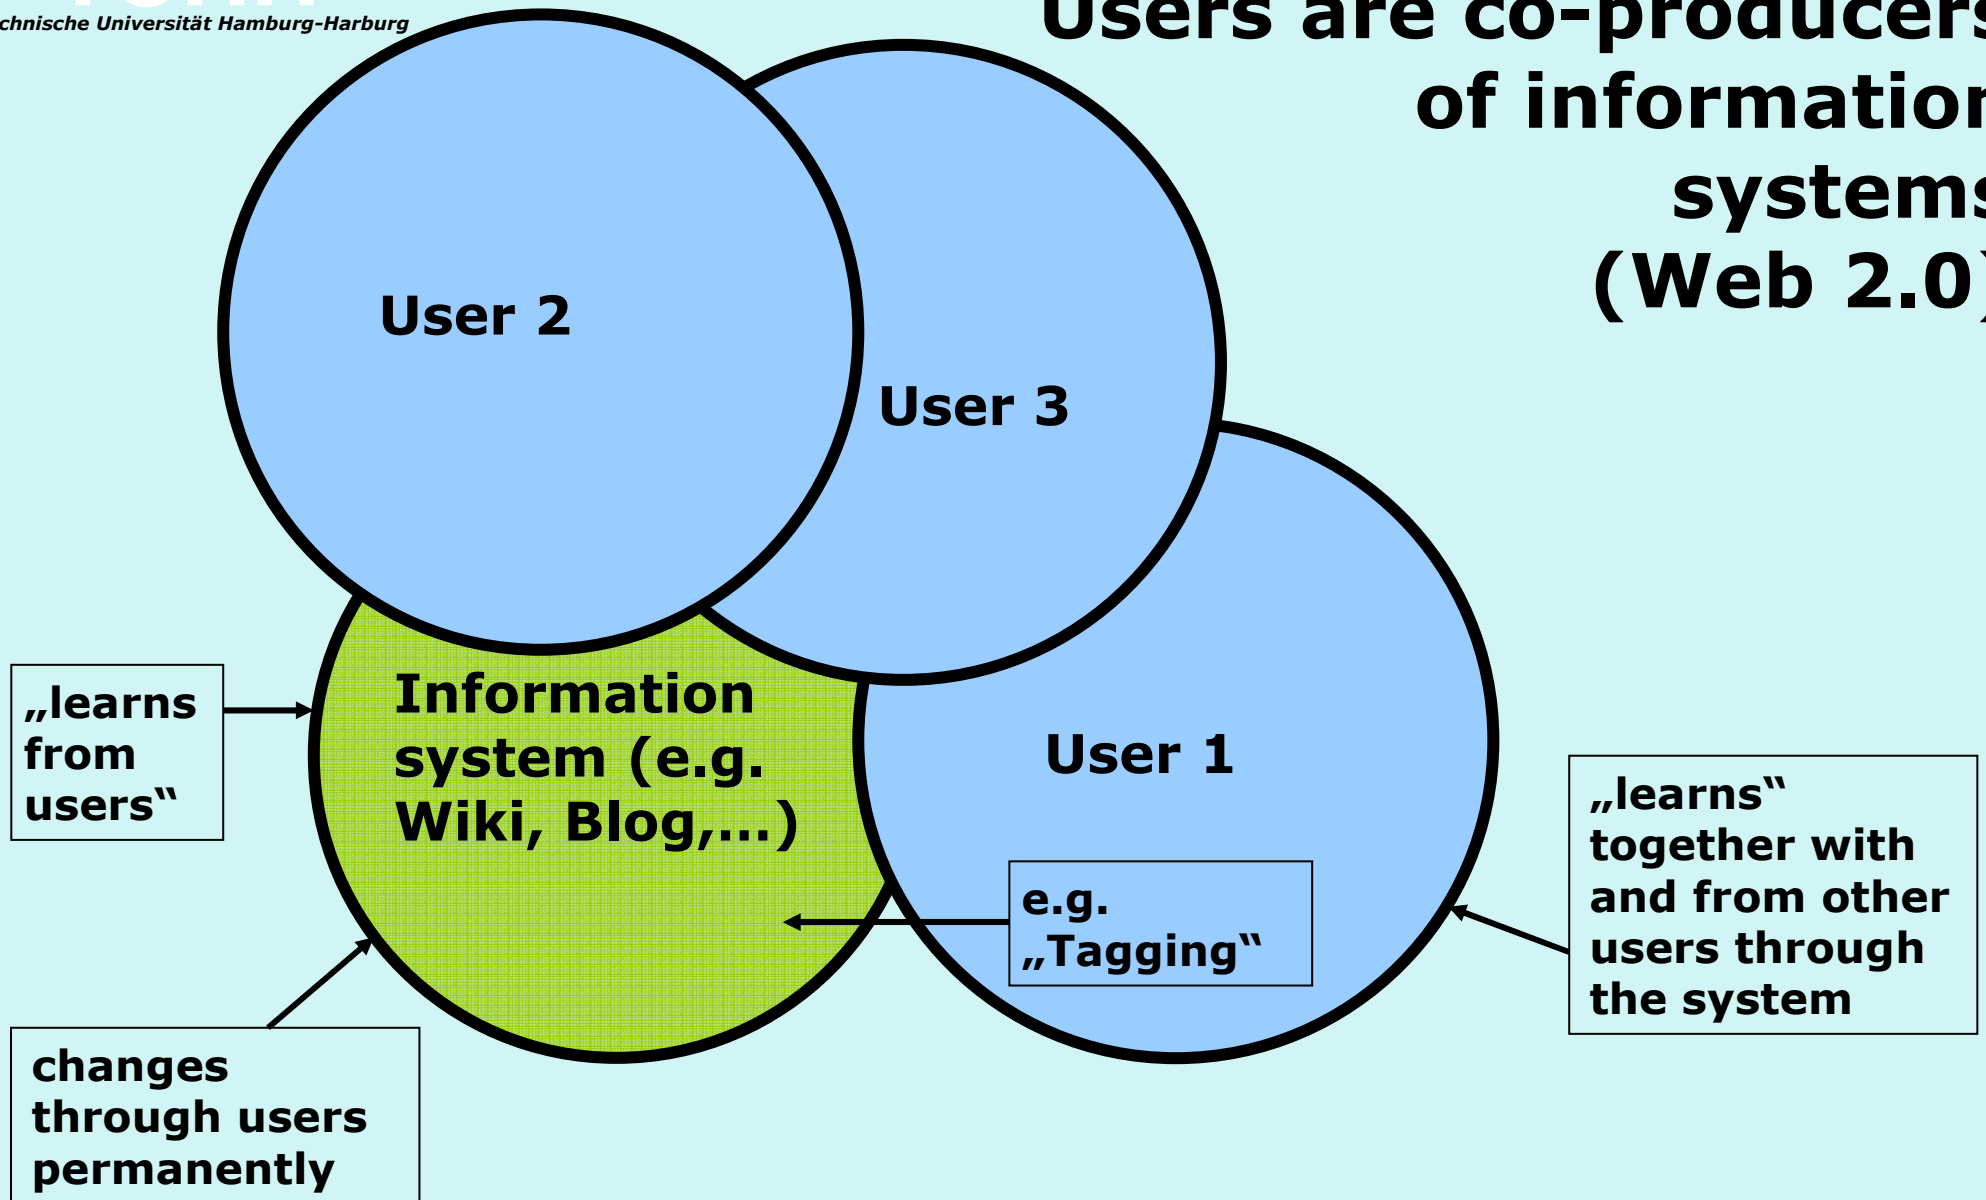 chnische Universität Hamburg-Harburg
Users are co-producers
of information
systems
(Web 2.0)
User 2
User 3
Information
system (e.g.
Wiki, Blog,...)
User 1
„learns
from
users“
e.g.
„Tagging“
„learns“
together with
and from other
users through
the system
changes
through users
permanently